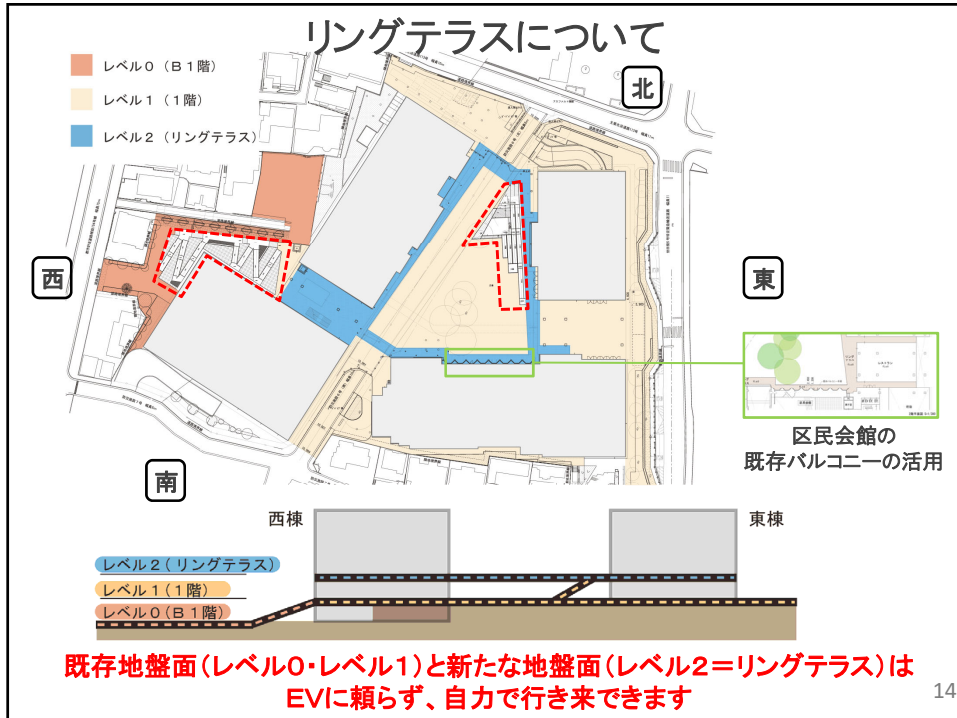 リングテラスについて
レベル0（B1階）
レベル1（1階）
レベル2（リングテラス）
北
西
東
南
区民会館の
既存バルコニーの活用
西棟
東棟
レベル2（リングテラス）
レベル1（1階）
レベル0（B1階）
既存地盤面（レベル0・レベル1）と新たな地盤面（レベル2＝リングテラス）は
EVに頼らず、自力で行き来できます
14